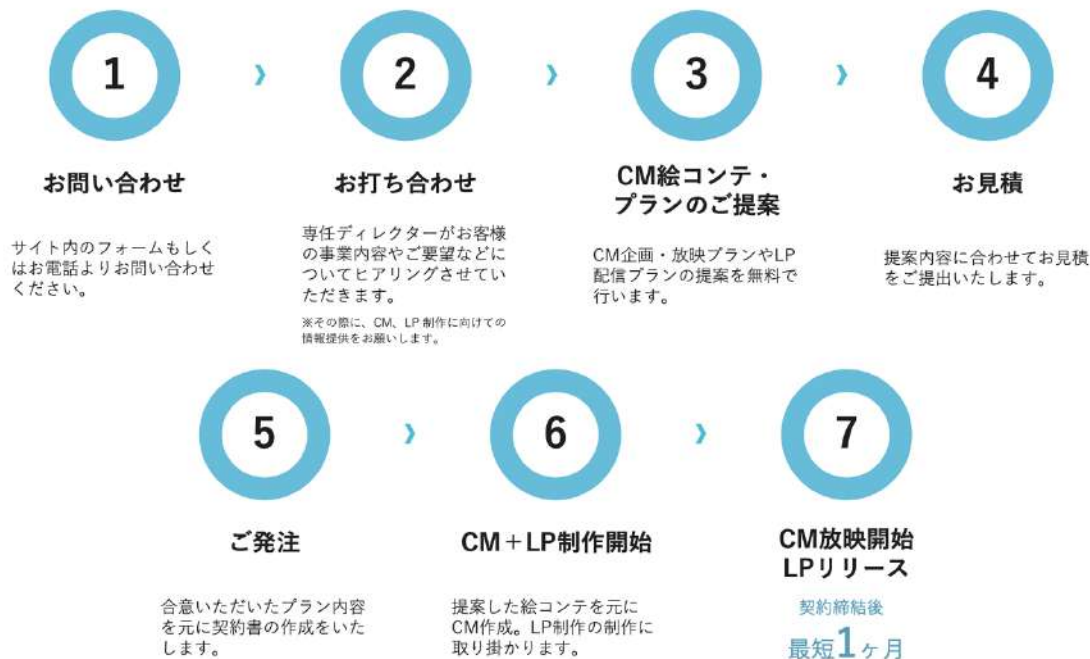 1
お問い合わせ
サイト内のフォームもしく
はお電話よりお問い合わせ
ください。
2
お打ち合わせ
専任ディレクターがお客様
の事業内容やご要望などに
ついてヒアリングさせてい
ただきます。
※その際に、CM、LP 制作に向けての
情報提供をお願いします。
3
CM絵コンテ・
プランのご提案
CM企画・放映プランやLP
配信プランの提案を無料で
行います。
4
お見積
提案内容に合わせてお見積
をご提出いたします。
5
ご発注
合意いただいたプラン内容
を元に契約書の作成をいた
します。
6
CM＋LP制作開始
提案した絵コンテを元に
CM作成。LP制作の制作に
取り掛かります。
7
CM放映開始
LPリリース
契約締結後
最短1ヶ月